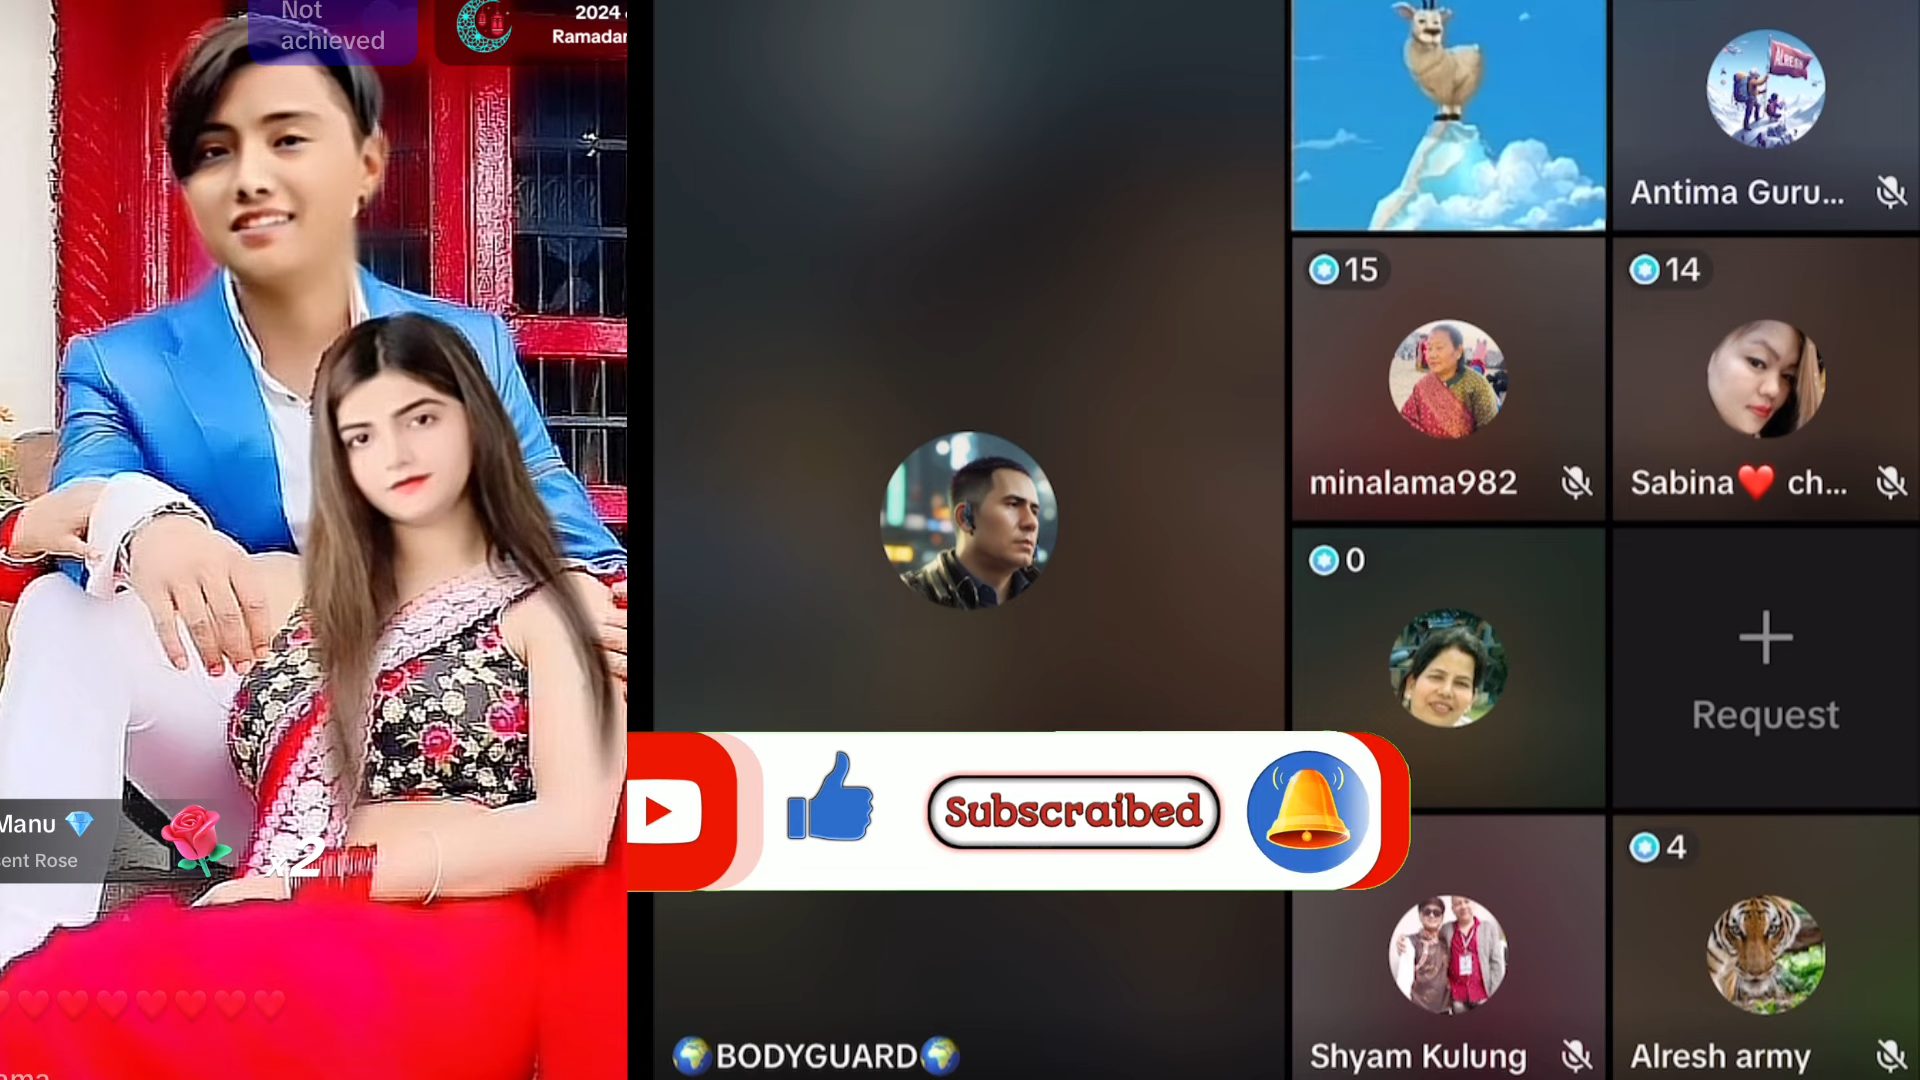 Not
achieved
2024
Ramadan
Manu
ent Rose
x2
Antima Guru...
15
14
minalama982
Sabina❤️ ch...
0
Request
Subscraibed
4
🌍BODYGUARD🌍
Shyam Kulung
Alresh army